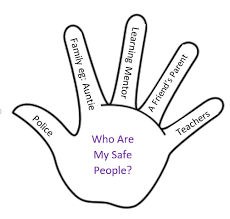 Police
Family eg: Auntie
Learning Mentor
A Friend's Parent
Teachers
Who Are
My Safe
People?